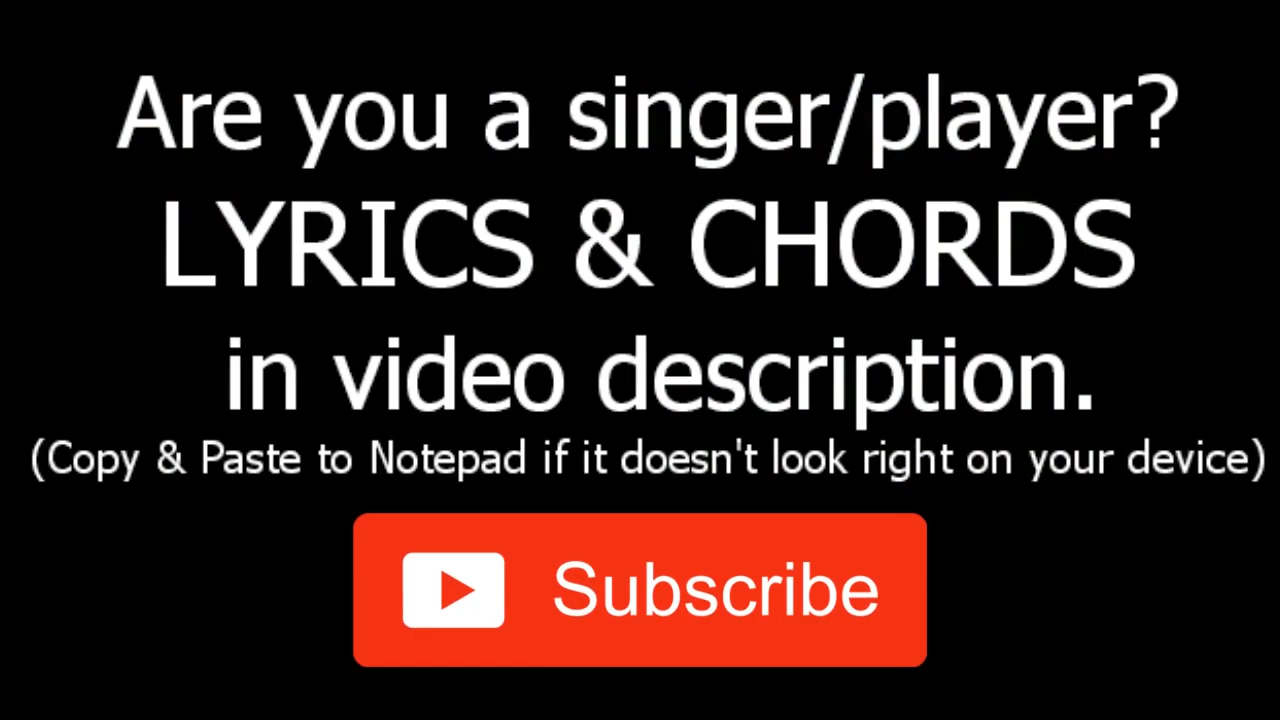 Are you a singer/player?
LYRICS & CHORDS
in video description.
(Copy & Paste to Notepad if it doesn't look right on your device)
Subscribe